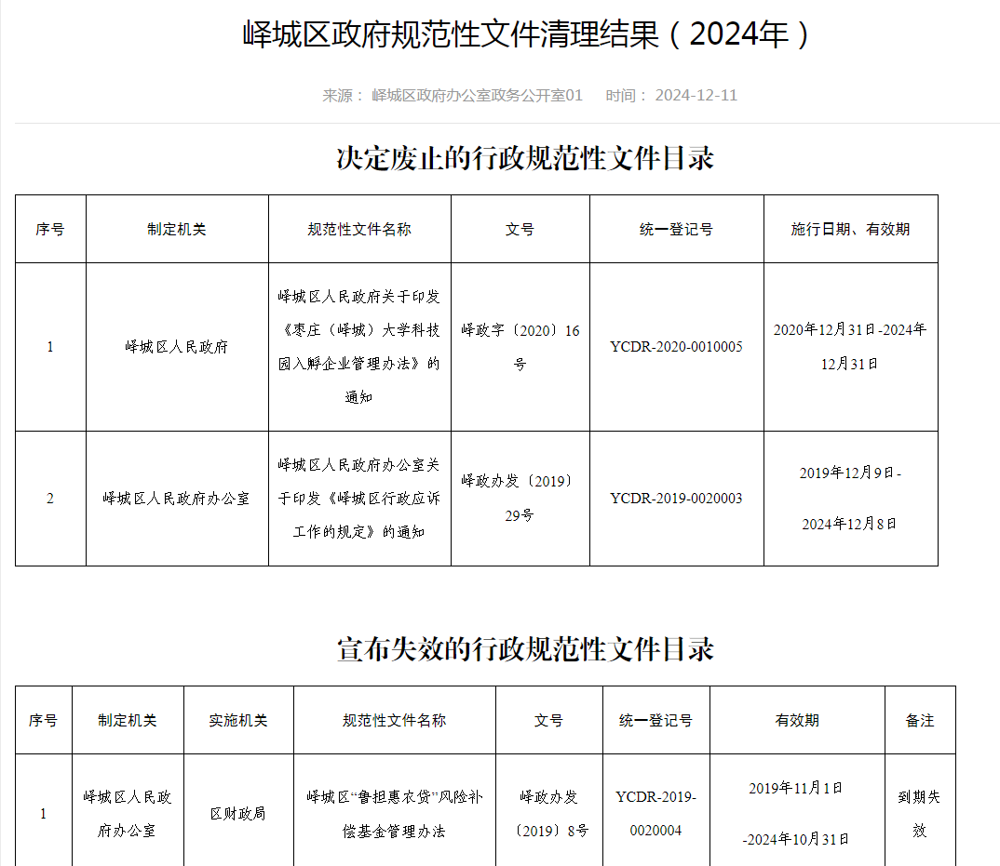 峄城区政府规范性文件清理结果（2024年）
来源： 峄城区政府办公室政务公开室01 时间： 2024-12-11
决定废止的行政规范性文件目录
序号 制定机关 规范性文件名称 文号 统一登记号 施行日期、有效期
1
峄城区人民政府
峄城区人民政府关于印发
《枣庄（峄城）大学科技
园入孵企业管理办法》的
通知
峄政字〔2020〕16
号
YCDR-2020-0010005
2020年12月31日-2024年
12月31日
2
峄城区人民政府办公室
峄城区人民政府办公室关
于印发《峄城区行政应诉
工作的规定》的通知
峄政办发〔2019〕
29号
YCDR-2019-0020003
2019年12月9日-
2024年12月8日
宣布失效的行政规范性文件目录
序号 制定机关 实施机关 规范性文件名称 文号 统一登记号 有效期 备注
1
峄城区人民政
府办公室
区财政局
峄城区“鲁担惠农贷”风险补
偿基金管理办法
峄政办发
〔2019〕8号
YCDR-2019-
0020004
2019年11月1日
-2024年10月31日
到期失
效